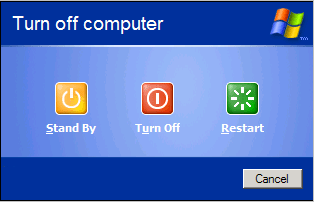 Turn off computer
Stand By
Turn Off
Restart
Cancel